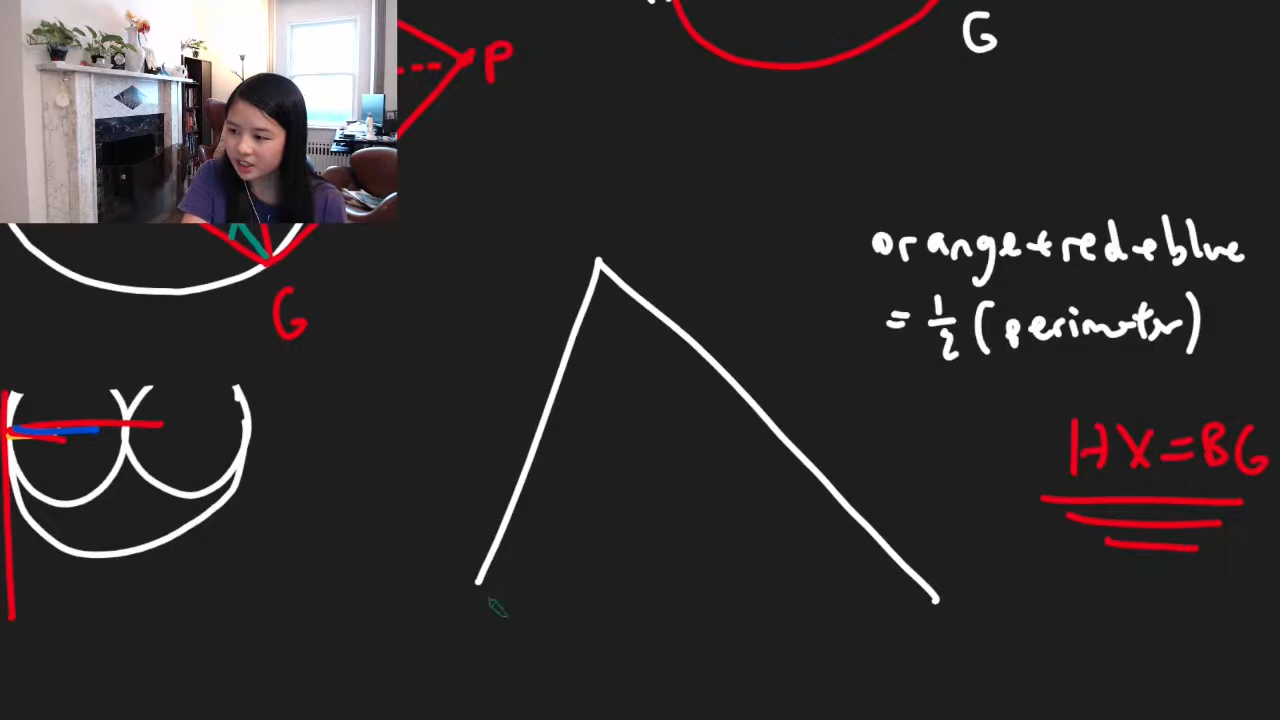 P
G
G
orange+red+blue
= 1/2 (perimeter)
HX=BG